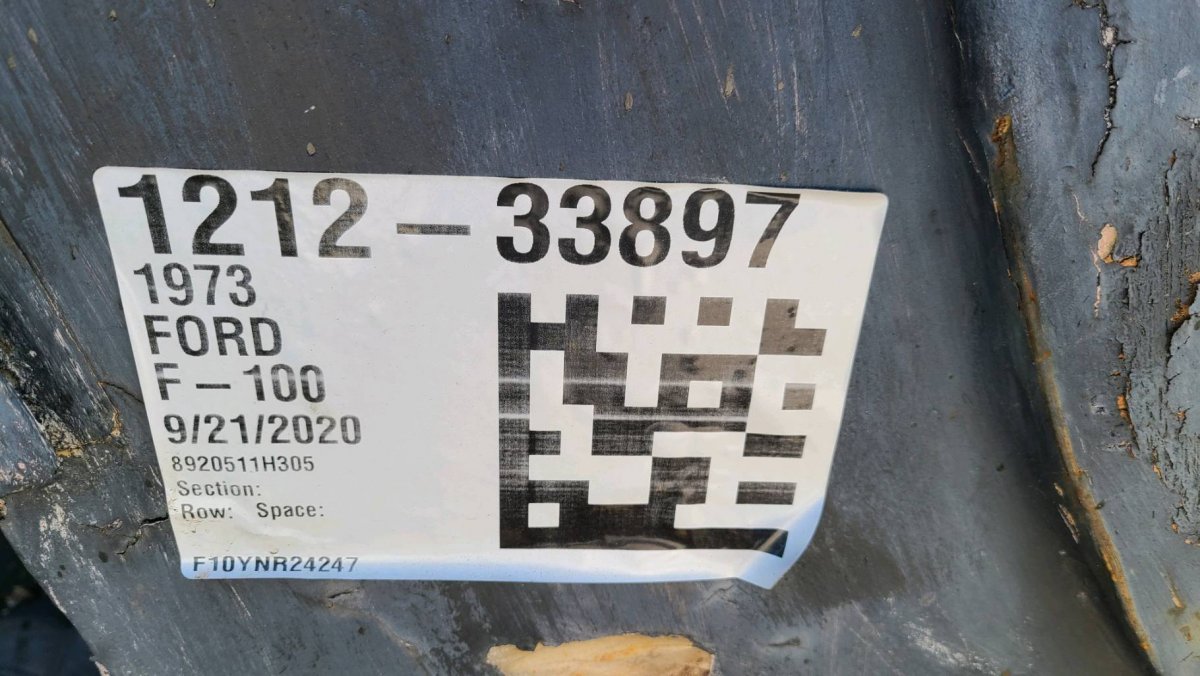 1212-33897
1973
FORD
F-100
9/21/2020
8920511H305
Section:
Row: Space:
F10YNR24247